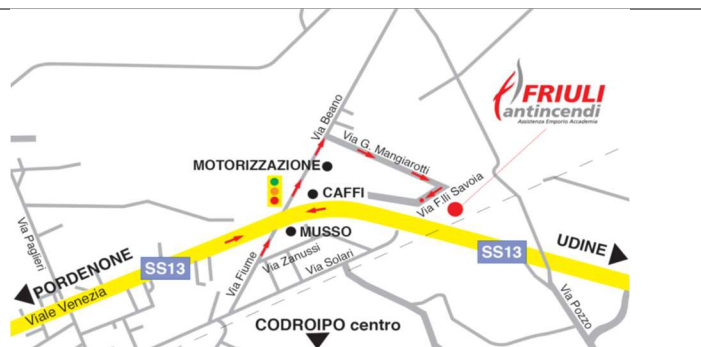 FRIULI
antincendi
Assistenza Emporio Accademia
Via Beano
Via G. Mangiarotti
MOTORIZZAZIONE
CAFFI
Via F.lli Savoia
MUSSO
Via Paglieri
PORDENONE
SS13
Viale Venezia
Via Fiume
Via Zanussi
Via Solari
SS13
UDINE
Via Pozzo
CODROIPO centro